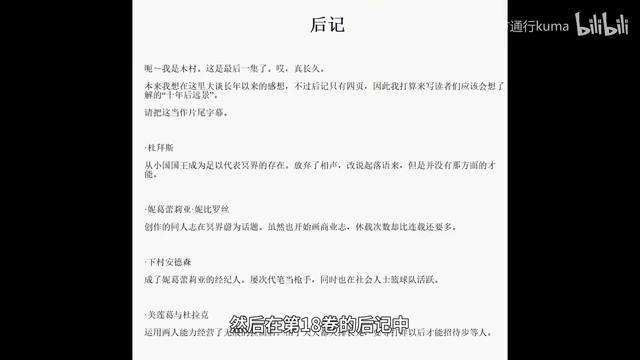 后记
方通行kuma
bilibili
呃~我是木村。这是最后一集了。哎，真长久。
本来我想在这里大谈长年以来的感想，不过后记只有四页，因此我打算来写读者们应该会想了
解的“十年后远景”。
请把这当作片尾字幕。
·杜拜斯
从小国国王成为足以代表冥界的存在。放弃了相声，改说起落语来，但是并没有那方面的才
能。
·妮葛蕾莉亚·妮比罗丝
创作的同人志在冥界蔚为话题。虽然也开始画商业志，休载次数却比连载还要多。
·下村安德森
成了妮葛蕾莉亚的经纪人。屡次代笔当枪手，同时也在社会人士篮球队活跃。
·美莲葛与杜拉克
运用两人能力经营了
以后才能招待步等人。
然后在第18卷的后记中